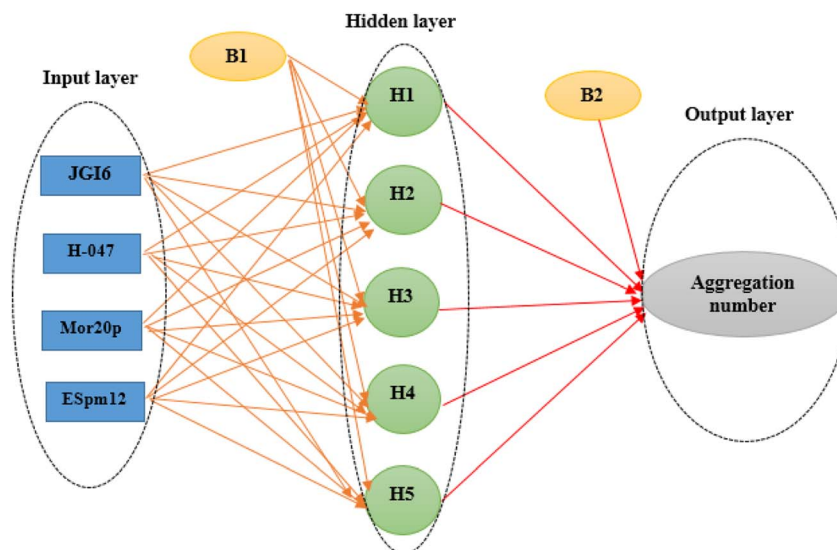 Hidden layer
B1
Input layer
H1
B2
Output layer
JGI6
H2
H-047
H3
Aggregation
number
Mor20p
ESpm12
H4
H5